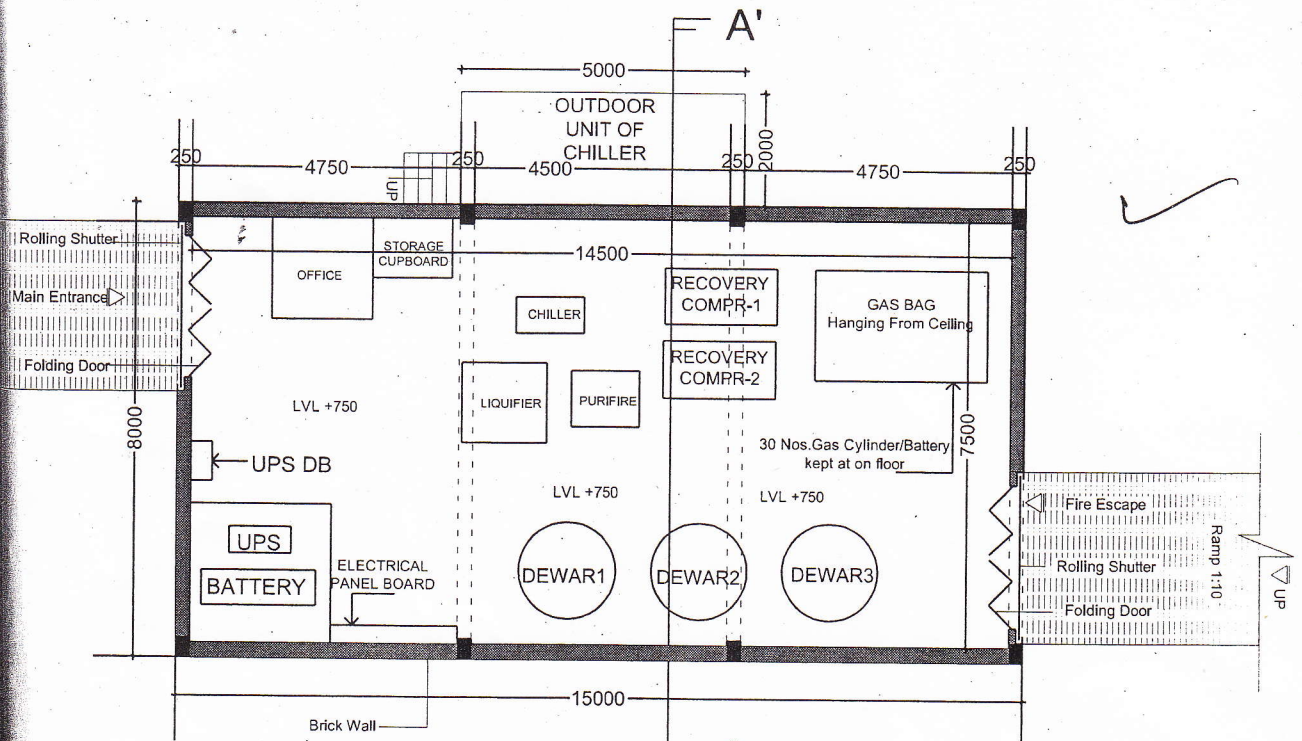 A'
5000
OUTDOOR
UNIT OF
CHILLER
2000
250
4750
250
4500
250
4750
250
UP
Rolling Shutter
Main Entrance
Folding Door
8000
14500
OFFICE
STORAGE
CUPBOARD
CHILLER
RECOVERY
COMPR-1
GAS BAG
Hanging From Ceiling
RECOVERY
COMPR-2
LIQUIFIER
PURIFIRE
LVL +750
7500
30 Nos.Gas Cylinder/Battery
kept at on floor
UPS DB
LVL +750
LVL +750
Fire Escape
Ramp 1:10
Rolling Shutter
UP
Folding Door
UPS
BATTERY
ELECTRICAL
PANEL BOARD
DEWAR1
DEWAR2
DEWAR3
15000
Brick Wall